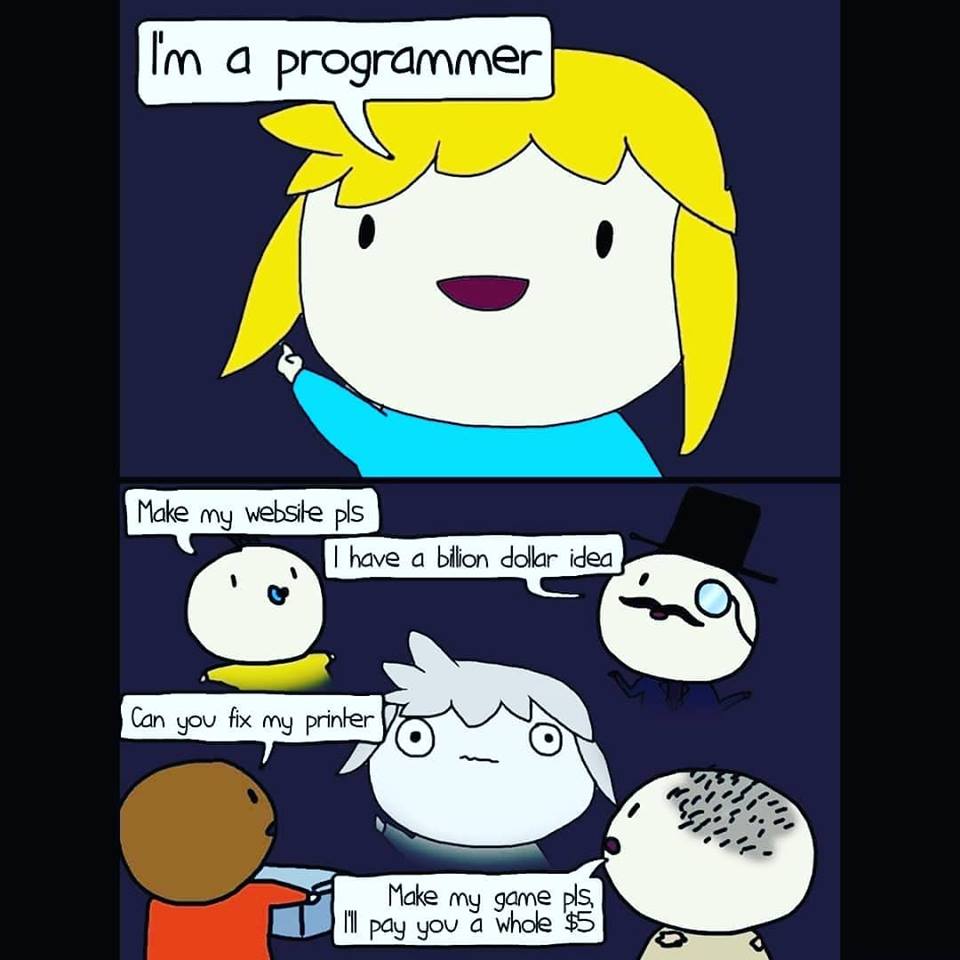 I'm a programmer
Make my website pls
I have a billion dollar idea
Can you fix my printer
Make my game pls,
I'll pay you a whole $5